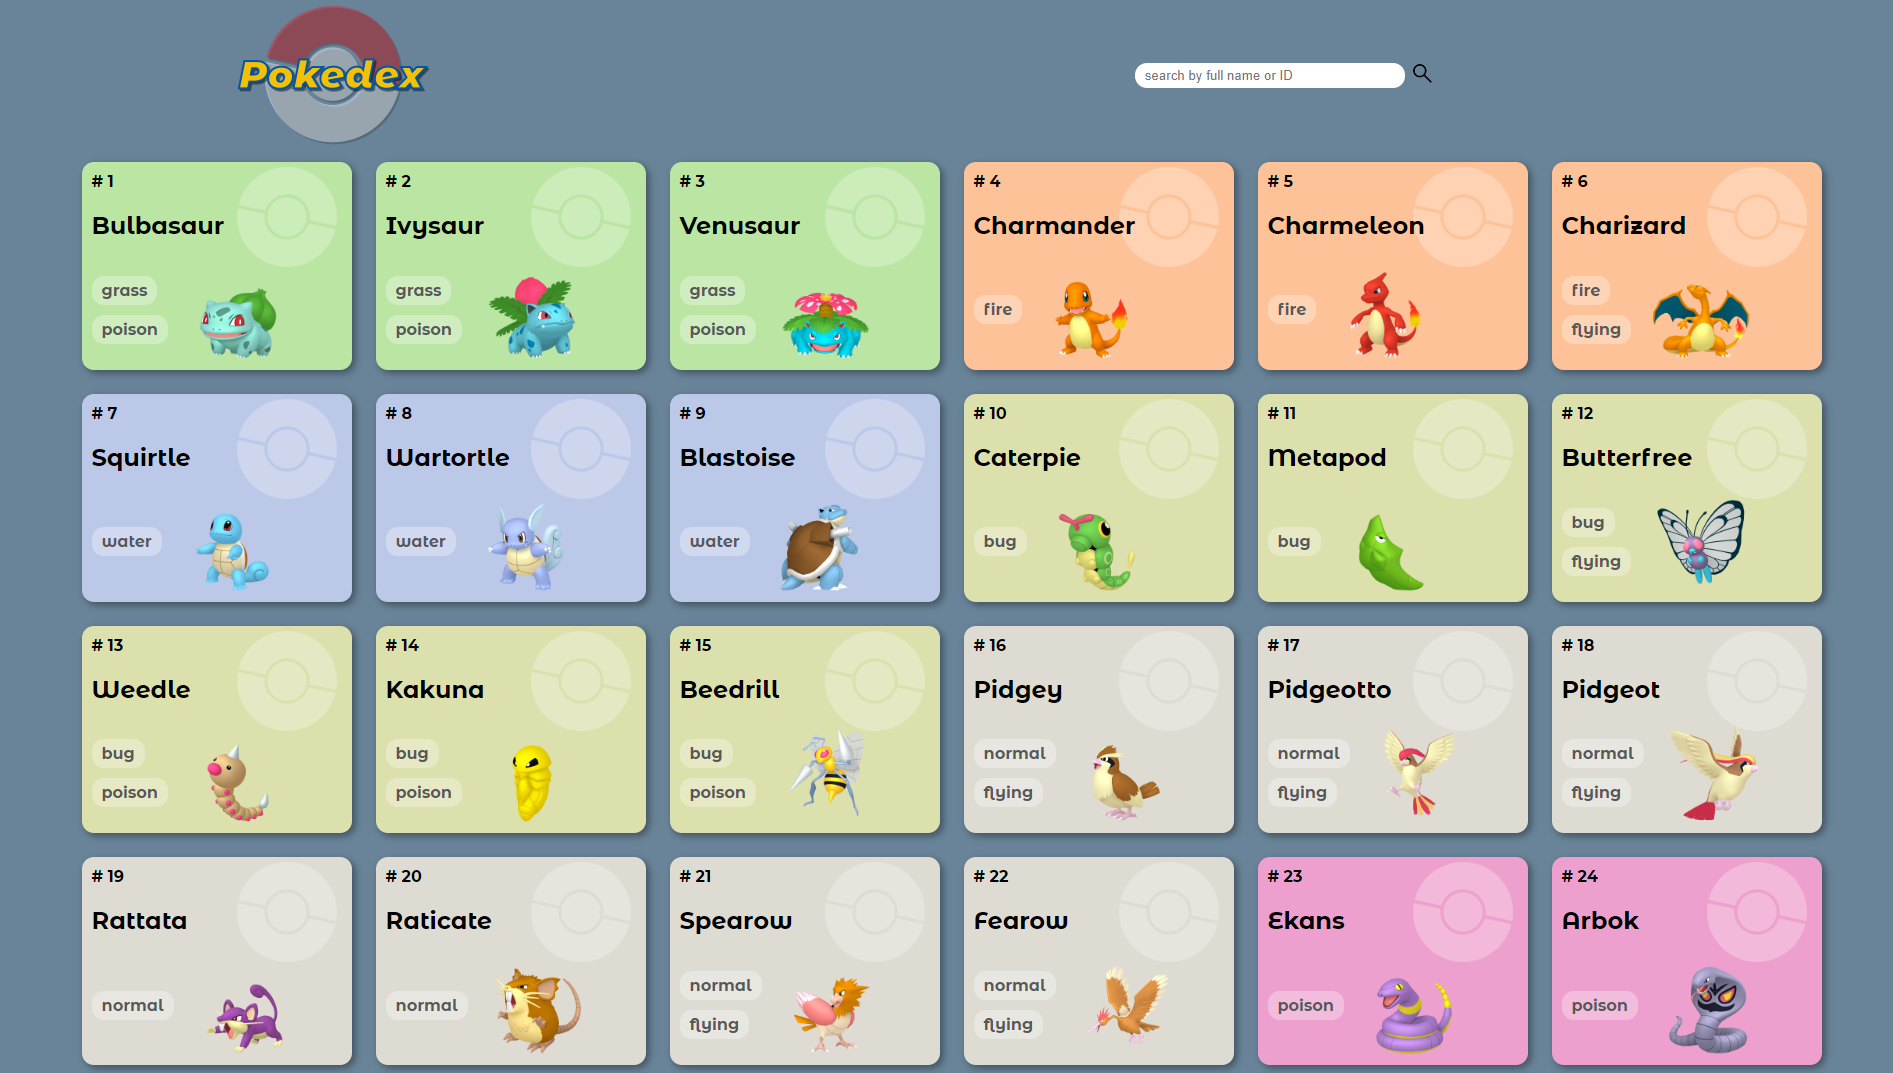 Pokedex
search by full name or ID
# 1
Bulbasaur
grass
poison
# 2
Ivysaur
grass
poison
# 3
Venusaur
grass
poison
# 4
Charmander
fire
# 5
Charmeleon
fire
# 6
Charizard
fire
flying
# 7
Squirtle
water
# 8
Wartortle
water
# 9
Blastoise
water
# 10
Caterpie
bug
# 11
Metapod
bug
# 12
Butterfree
bug
flying
# 13
Weedle
bug
poison
# 14
Kakuna
bug
poison
# 15
Beedrill
bug
poison
# 16
Pidgey
normal
flying
# 17
Pidgeotto
normal
flying
# 18
Pidgeot
normal
flying
# 19
Rattata
normal
# 20
Raticate
normal
# 21
Spearow
normal
flying
# 22
Fearow
normal
flying
# 23
Ekans
poison
# 24
Arbok
poison